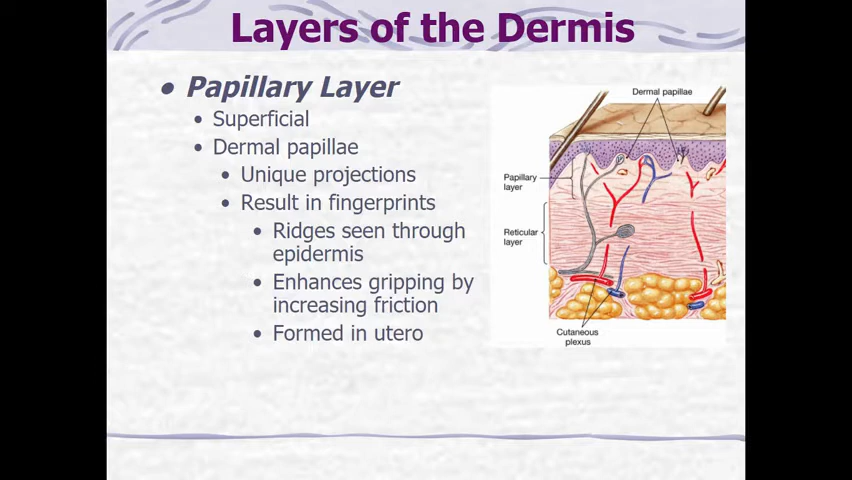 Layers of the Dermis
• Papillary Layer
• Superficial
• Dermal papillae
• Unique projections
• Result in fingerprints
• Ridges seen through
epidermis
• Enhances gripping by
increasing friction
• Formed in utero
Dermal papillae
Papillary
layer
Reticular
layer
Cutaneous
plexus